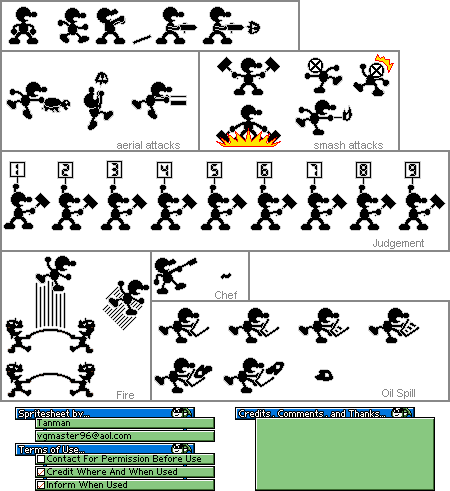 aerial attacks
smash attacks
1 2 3 4 5 6 7 8 9
Judgement
Chef
Fire
Oil Spill
Spritesheet by...
Tanman
vgmaster96@aol.com
Terms of Use...
Contact For Permission Before Use
Credit Where And When Used
Inform When Used
Credits.. Comments..and Thanks...